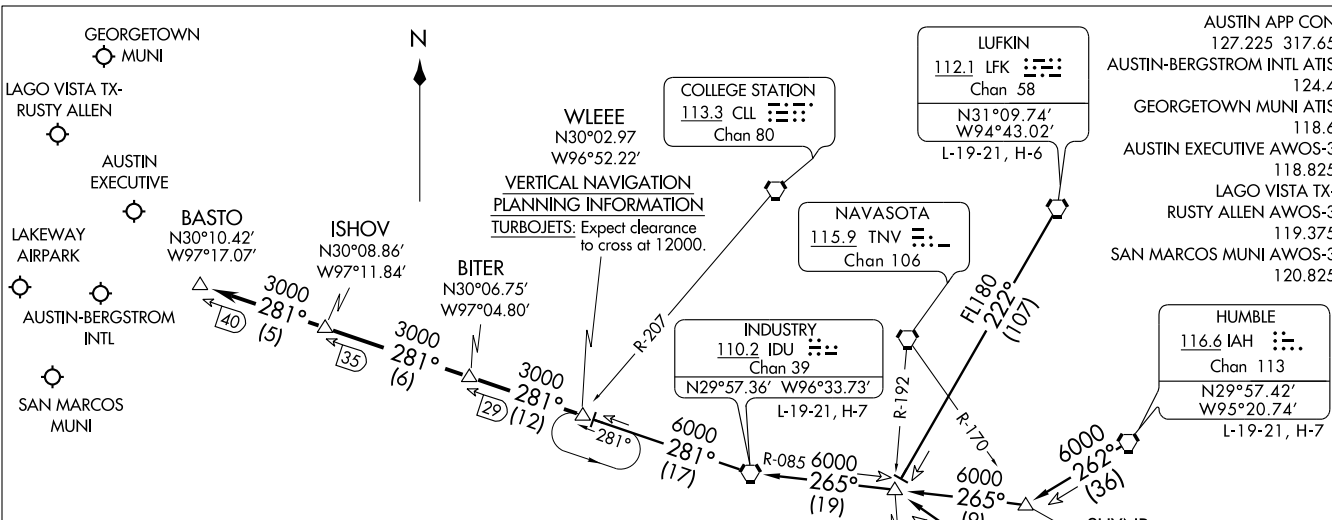 GEORGETOWN
MUNI
LAGO VISTA TX-
RUSTY ALLEN
AUSTIN
EXECUTIVE
LAKEWAY
AIRPARK
AUSTIN-BERGSTROM
INTL
SAN MARCOS
MUNI
N
BASTO
N30°10.42'
W97°17.07'
ISHOV
N30°08.86'
W97°11.84'
BITER
N30°06.75'
W97°04.80'
WLEEE
N30°02.97
W96°52.22'
VERTICAL NAVIGATION
PLANNING INFORMATION
TURBOJETS: Expect clearance
to cross at 12000.
COLLEGE STATION
113.3 CLL
Chan 80
LUFKIN
112.1 LFK
Chan 58
N31°09.74'
W94°43.02'
L-19-21, H-6
NAVASOTA
115.9 TNV
Chan 106
INDUSTRY
110.2 IDU
Chan 39
N29°57.36' W96°33.73'
L-19-21, H-7
HUMBLE
116.6 IAH
Chan 113
N29°57.42'
W95°20.74'
L-19-21, H-7
AUSTIN APP CON
127.225 317.65
AUSTIN-BERGSTROM INTL ATIS
124.4
GEORGETOWN MUNI ATIS
118.6
AUSTIN EXECUTIVE AWOS-3
118.825
LAGO VISTA TX-
RUSTY ALLEN AWOS-3
119.375
SAN MARCOS MUNI AWOS-3
120.825
3000
281°
(5)
40
3000
281°
(6)
35
3000
281°
(12)
29
281°
6000
281°
(17)
R-207
R-085
6000
265°
(19)
R-192
R-170
FL180
222°
(107)
6000
265°
(9)
6000
262°
(36)